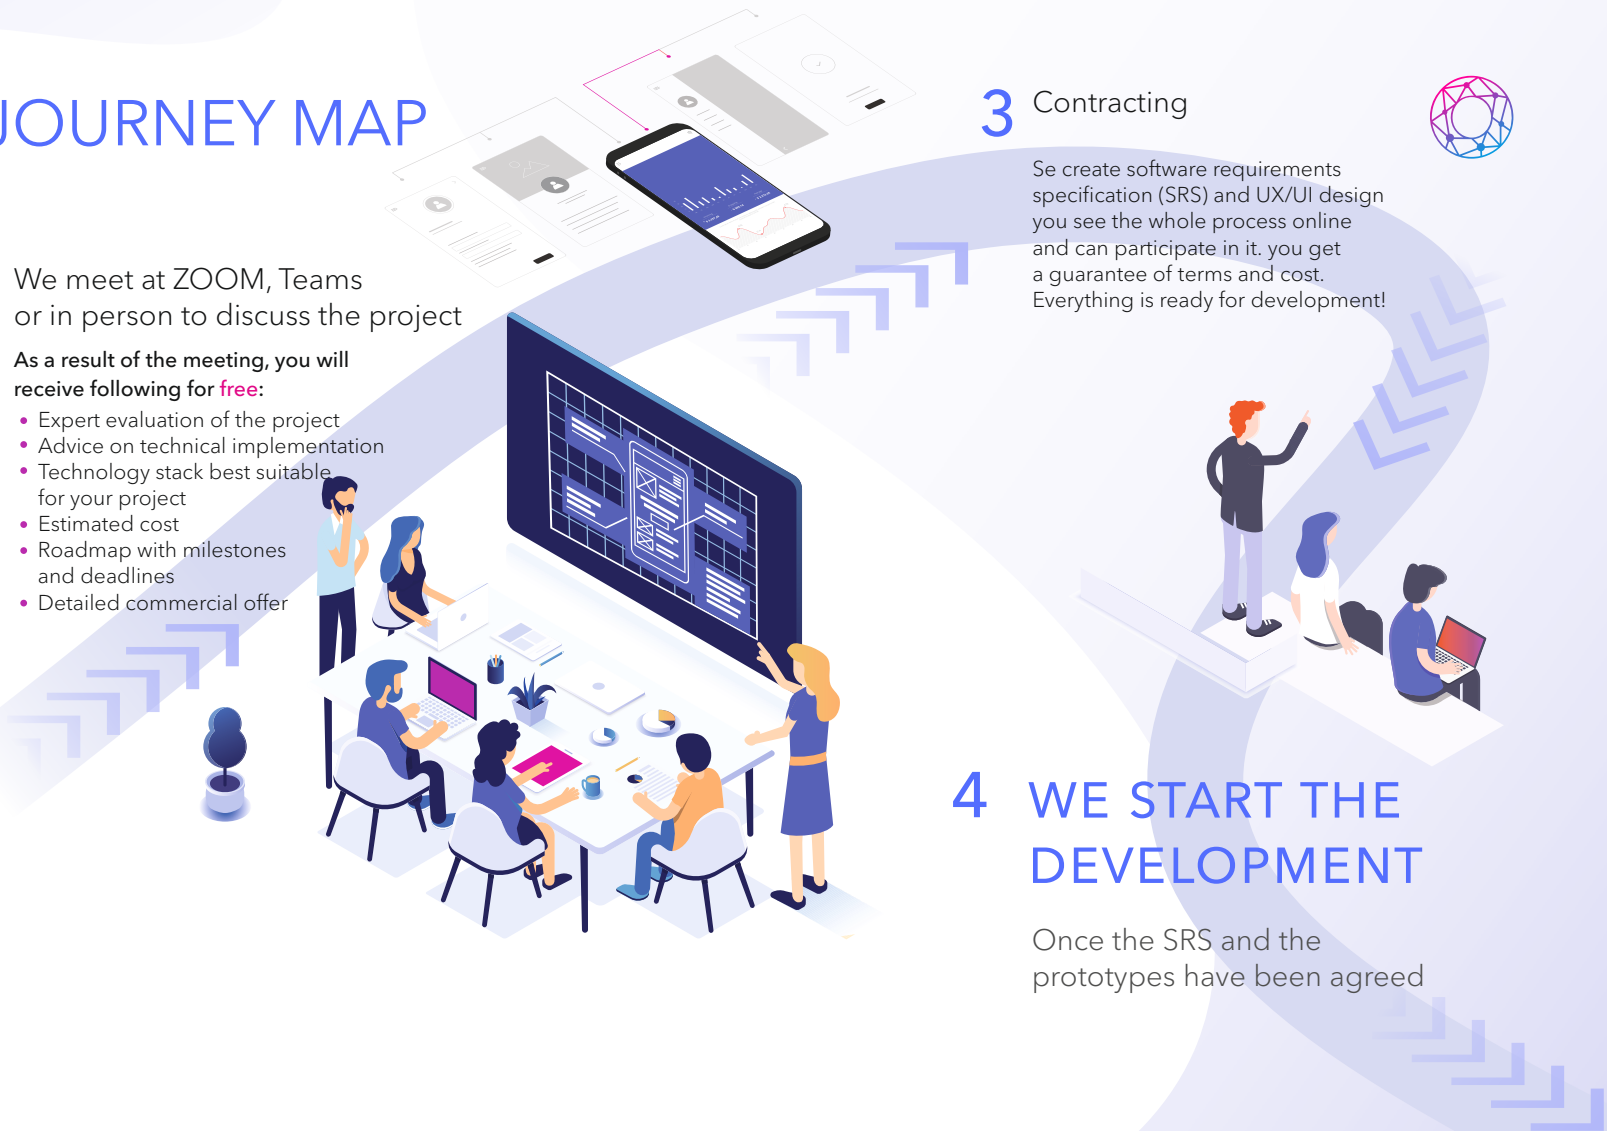 JOURNEY MAP
We meet at ZOOM, Teams
or in person to discuss the project
As a result of the meeting, you will
receive following for free:
Expert evaluation of the project
Advice on technical implementation
Technology stack best suitable
for your project
Estimated cost
Roadmap with milestones
and deadlines
Detailed commercial offer
3 Contracting
Se create software requirements
specification (SRS) and UX/UI design
you see the whole process online
and can participate in it. you get
a guarantee of terms and cost.
Everything is ready for development!
4 WE START THE
DEVELOPMENT
Once the SRS and the
prototypes have been agreed